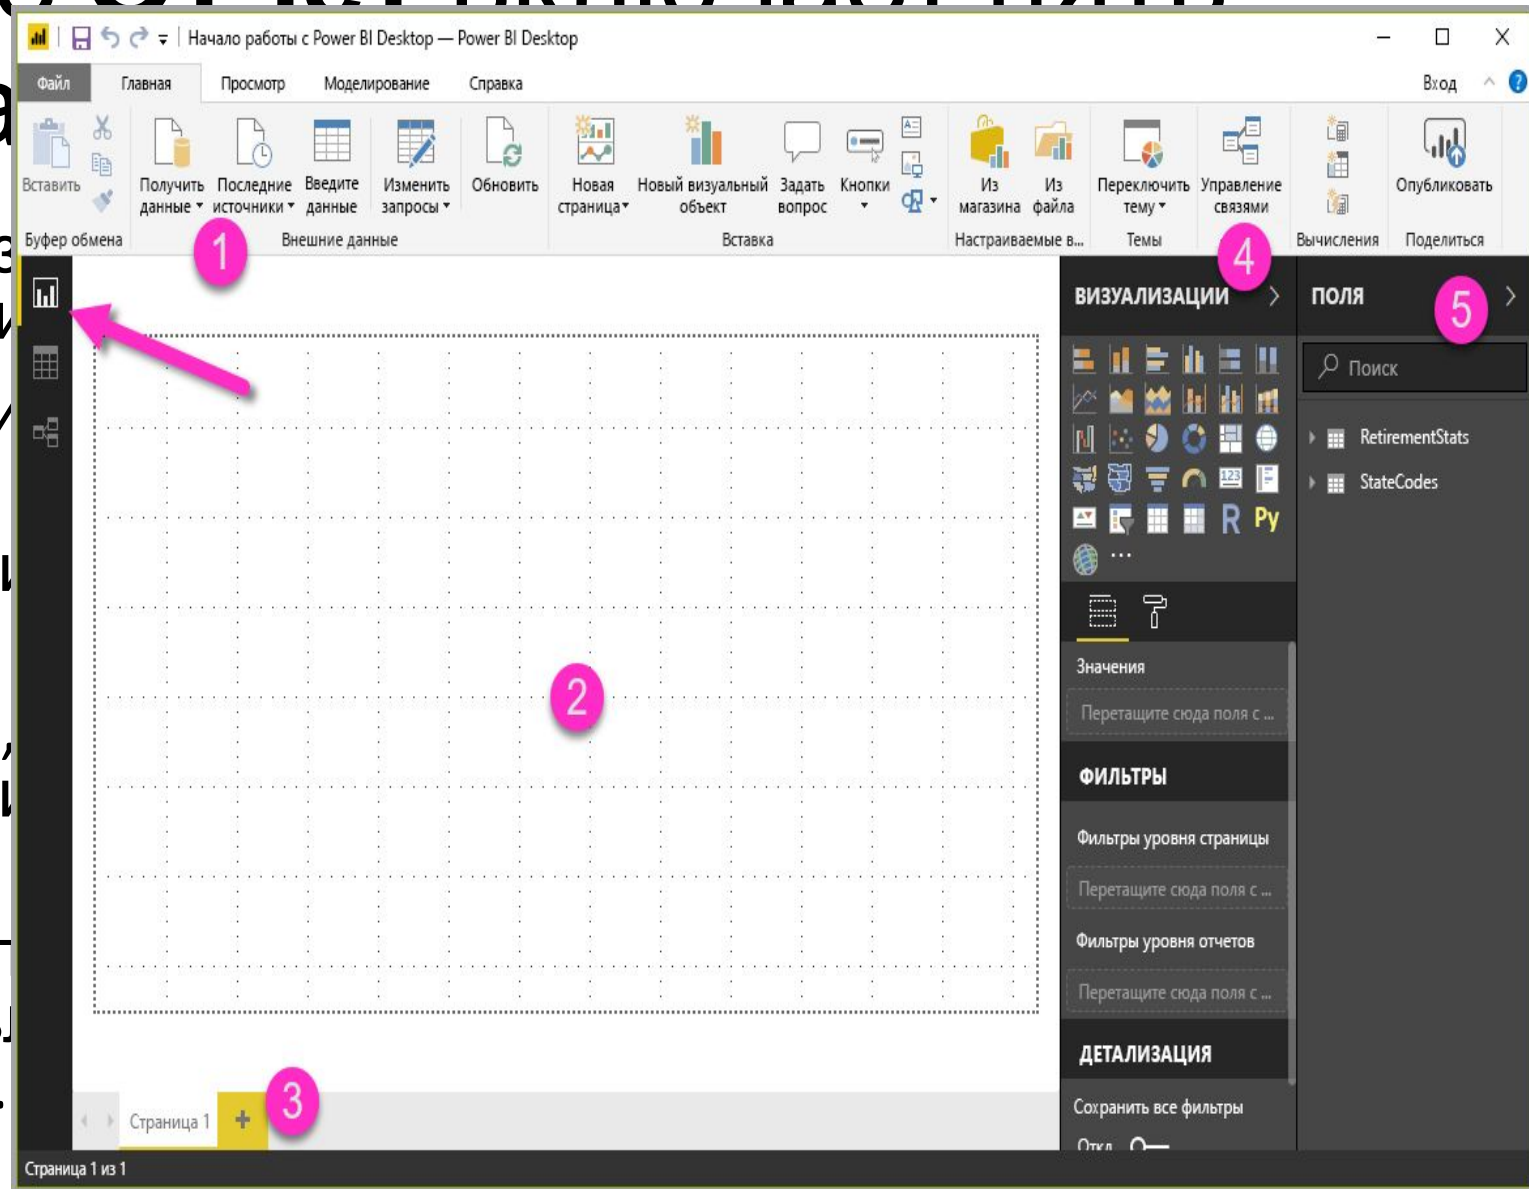 включает пять
Начало работы с Power BI Desktop — Power BI Desktop
Файл Главная Просмотр Моделирование Справка Вход ?
Вставить
Получить данные
Последние источники
Введите данные
Изменить запросы
Обновить
Новая страница
Новый визуальный объект
Задать вопрос
Кнопки
Из магазина
Из файла
Переключить тему
Управление связями
Опубликовать
Буфер обмена Внешние данные Вставка Настраиваемые в... Темы Вычисления Поделиться
1
4
ВИЗУАЛИЗАЦИИ
ПОЛЯ
5
Поиск
RetirementStats
StateCodes
123
R Py
...
2
Значения
Перетащите сюда поля с ...
ФИЛЬТРЫ
Фильтры уровня страницы
Перетащите сюда поля с ...
Фильтры уровня отчетов
Перетащите сюда поля с ...
ДЕТАЛИЗАЦИЯ
Сохранить все фильтры
Откл.
Страница 1 +
3
Страница 1 из 1